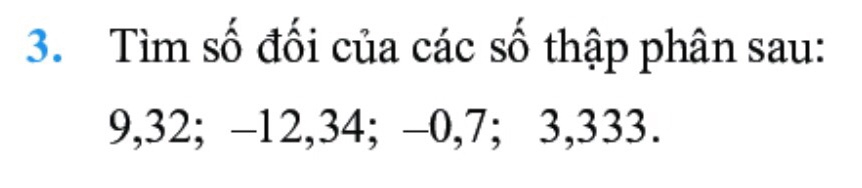 3. Tìm số đối của các số thập phân sau:
9,32; –12,34; –0,7; 3,333.